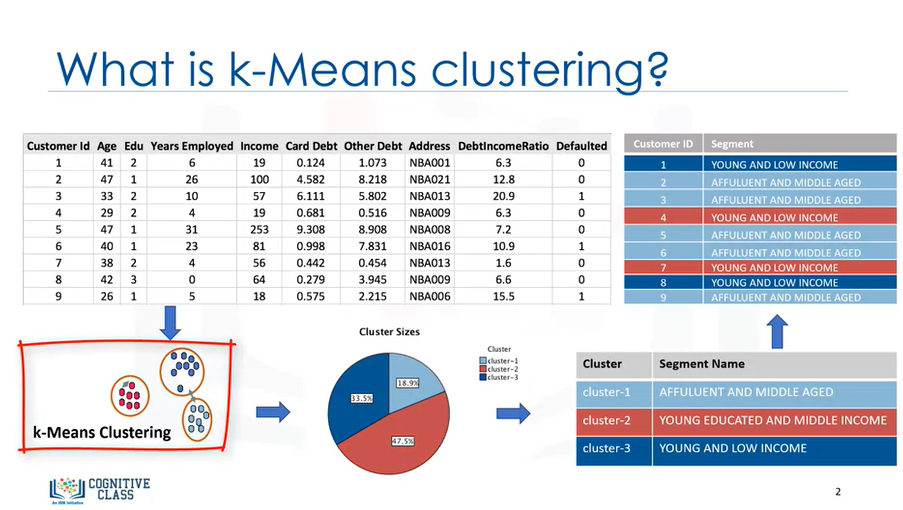 What is k-Means clustering?
Customer Id Age Edu Years Employed Income Card Debt Other Debt Address DebtIncomeRatio Defaulted
1 41 2 6 19 0.124 1.073 NBA001 6.3 0
2 47 1 26 100 4.582 8.218 NBA021 12.8 0
3 33 2 10 57 6.111 5.802 NBA013 20.9 1
4 29 2 4 19 0.681 0.516 NBA009 6.3 0
5 47 1 31 253 9.308 8.908 NBA008 7.2 0
6 40 1 23 81 0.998 7.831 NBA016 10.9 1
7 38 2 4 56 0.442 0.454 NBA013 1.6 0
8 42 3 0 64 0.279 3.945 NBA009 6.6 0
9 26 1 5 18 0.575 2.215 NBA006 15.5 1
Customer ID Segment
1 YOUNG AND LOW INCOME
2 AFFULUENT AND MIDDLE AGED
3 AFFULUENT AND MIDDLE AGED
4 YOUNG AND LOW INCOME
5 AFFULUENT AND MIDDLE AGED
6 AFFULUENT AND MIDDLE AGED
7 YOUNG AND LOW INCOME
8 YOUNG AND LOW INCOME
9 AFFULUENT AND MIDDLE AGED
k-Means Clustering
Cluster Sizes
18.9%
33.5%
47.5%
Cluster
cluster-1
cluster-2
cluster-3
Cluster Segment Name
cluster-1 AFFULUENT AND MIDDLE AGED
cluster-2 YOUNG EDUCATED AND MIDDLE INCOME
cluster-3 YOUNG AND LOW INCOME
COGNITIVE
CLASS
An IBM Initiative
2